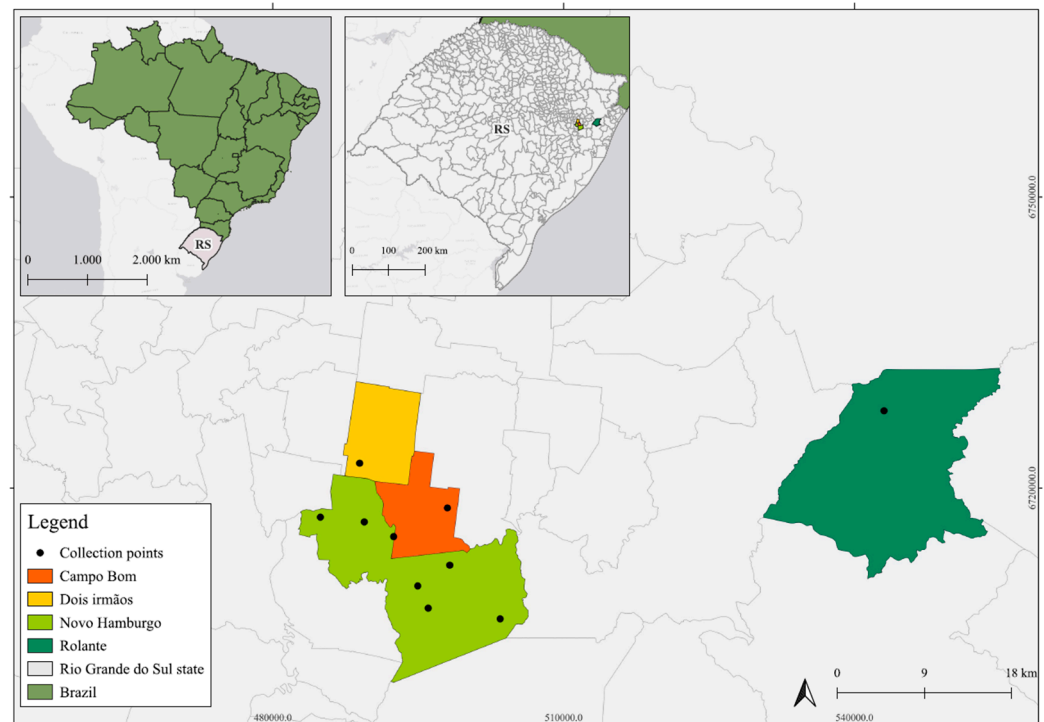 RS
0 1.000 2.000 km
RS
0 100 200 km
6750000.0
6720000.0
Legend
Collection points
Campo Bom
Dois irmãos
Novo Hamburgo
Rolante
Rio Grande do Sul state
Brazil
0 9 18 km
480000.0 510000.0 540000.0